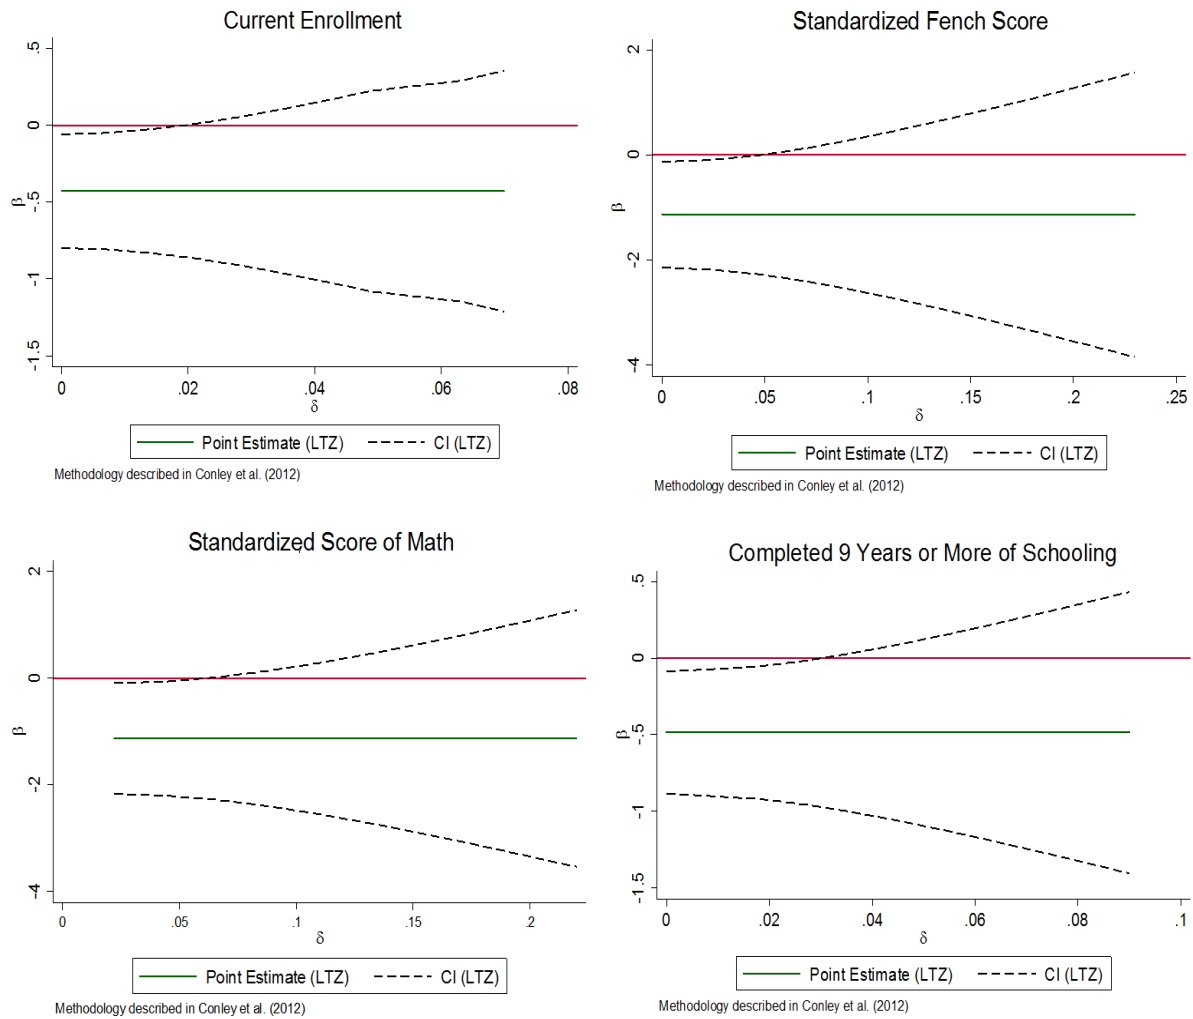 Current Enrollment
.5
0
-.5
-1
-1.5
β
0 .02 .04 .06 .08
δ
Point Estimate (LTZ) CI (LTZ)
Methodology described in Conley et al. (2012)
Standardized Fench Score
2
0
-2
-4
β
0 .05 .1 .15 .2 .25
δ
Point Estimate (LTZ) CI (LTZ)
Methodology described in Conley et al. (2012)
Standardized Score of Math
2
0
-2
-4
β
0 .05 .1 .15 .2
δ
Point Estimate (LTZ) CI (LTZ)
Methodology described in Conley et al. (2012)
Completed 9 Years or More of Schooling
.5
0
-.5
-1
-1.5
β
0 .02 .04 .06 .08 .1
δ
Point Estimate (LTZ) CI (LTZ)
Methodology described in Conley et al. (2012)